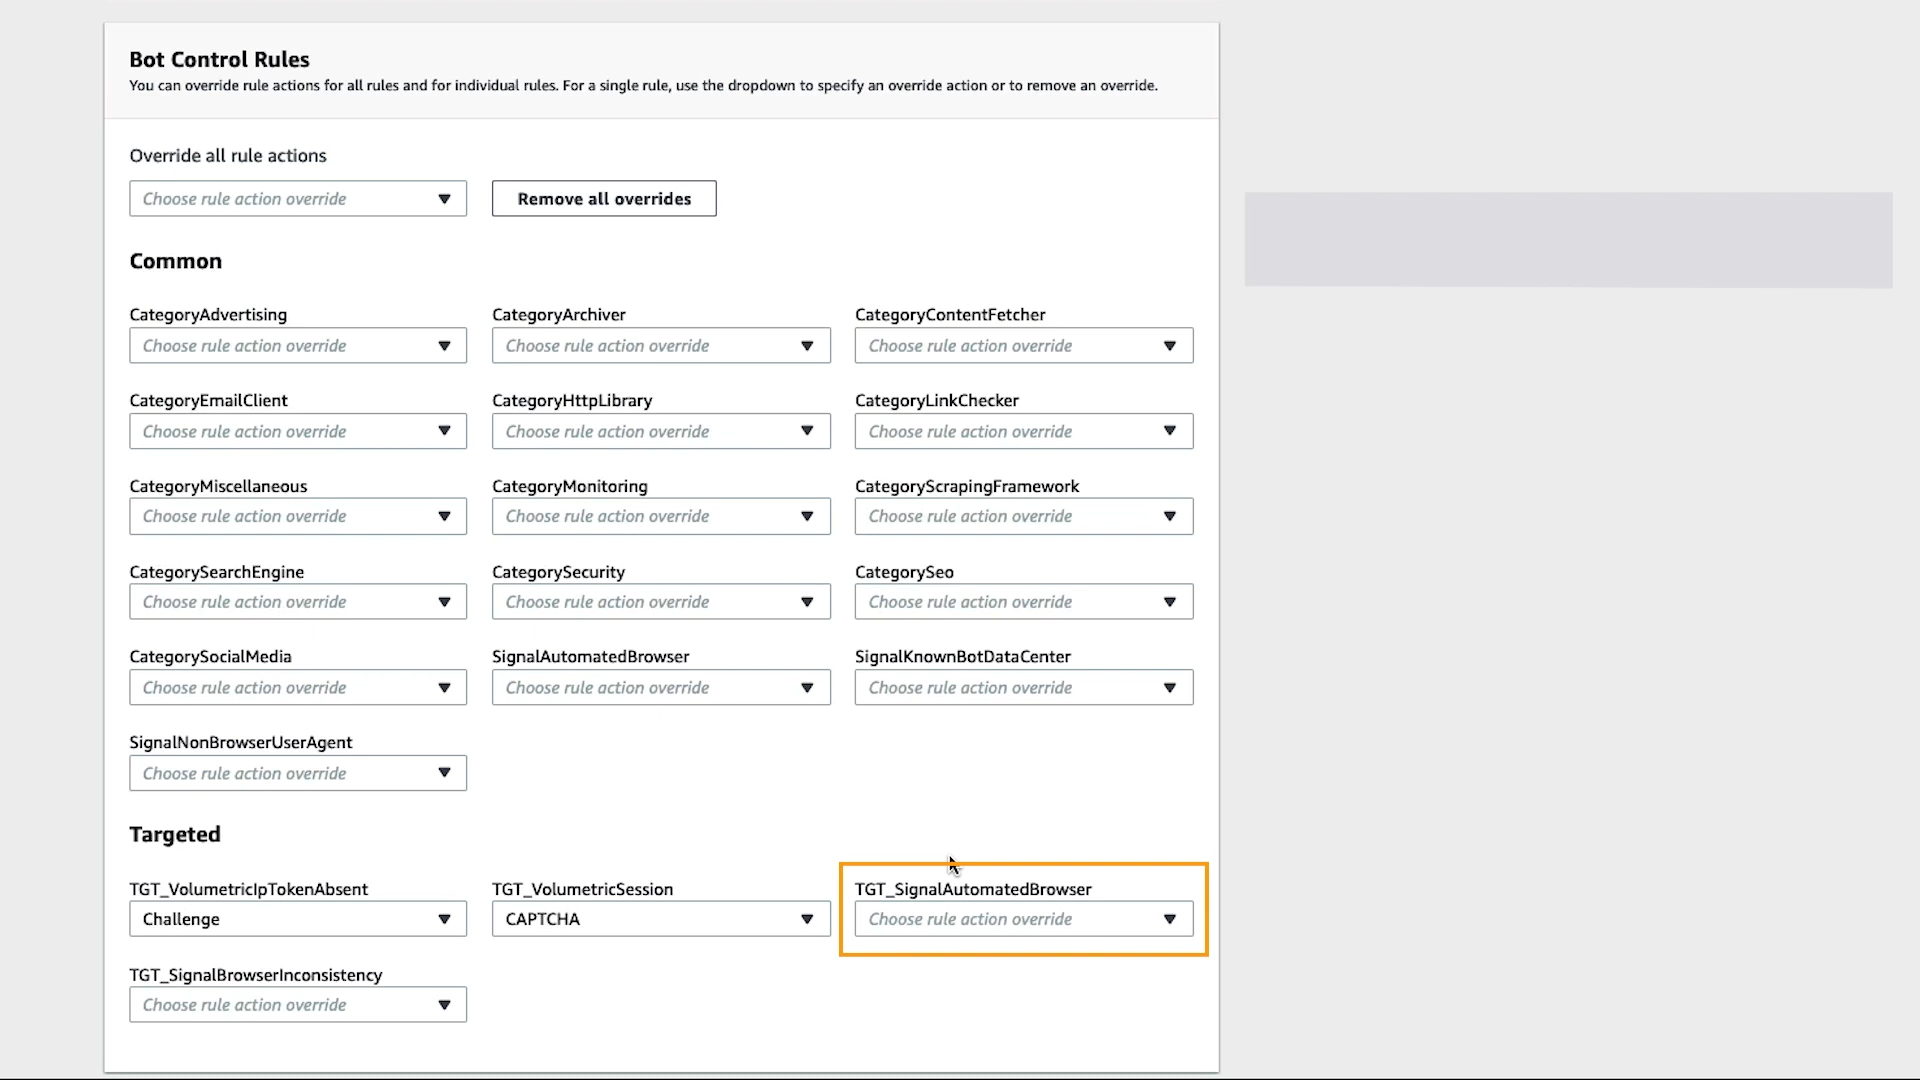 Bot Control Rules
You can override rule actions for all rules and for individual rules. For a single rule, use the dropdown to specify an override action or to remove an override.
Override all rule actions
Choose rule action override
Remove all overrides
Common
CategoryAdvertising
CategoryArchiver
CategoryContentFetcher
Choose rule action override
Choose rule action override
Choose rule action override
CategoryEmailClient
CategoryHttpLibrary
CategoryLinkChecker
Choose rule action override
Choose rule action override
Choose rule action override
CategoryMiscellaneous
CategoryMonitoring
CategoryScrapingFramework
Choose rule action override
Choose rule action override
Choose rule action override
CategorySearchEngine
CategorySecurity
CategorySeo
Choose rule action override
Choose rule action override
Choose rule action override
CategorySocialMedia
SignalAutomatedBrowser
SignalKnownBotDataCenter
Choose rule action override
Choose rule action override
Choose rule action override
SignalNonBrowserUserAgent
Choose rule action override
Targeted
TGT_VolumetricIpTokenAbsent
TGT_VolumetricSession
TGT_SignalAutomatedBrowser
Challenge
CAPTCHA
Choose rule action override
TGT_SignalBrowserInconsistency
Choose rule action override